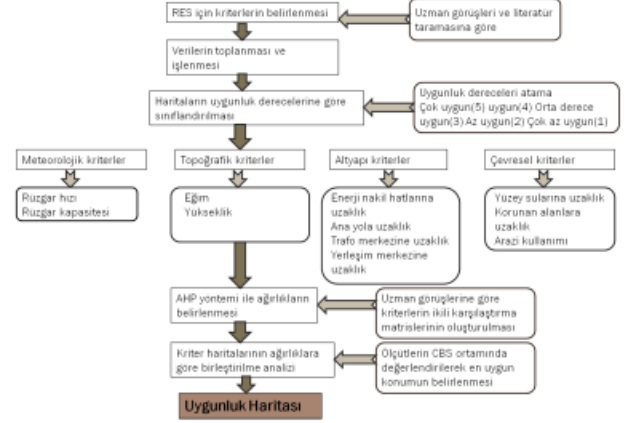 RES için kriterlerin belirlenmesi
Uzman görüşleri ve literatür
taramasına göre
Verilerin toplanması ve
işlenmesi
Haritaların uygunluk derecelerine göre
sınıflandırılması
Uygunluk dereceleri atama
Çok uygun(5) uygun(4) Orta derece
uygun(3) Az uygun(2) Çok az uygun(1)
Meteorolojik kriterler
Topoğrafik kriterler
Altyapı kriterler
Çevresel kriterler
Rüzgar hızı
Rüzgar kapasitesi
Eğim
Yükseklik
Enerji nakil hatlarına
uzaklık
Ana yola uzaklık
Trafo merkezine uzaklık
Yerleşim merkezine
uzaklık
Yüzey sularına uzaklık
Korunan alanlara
uzaklık
Arazi kullanımı
AHP yöntemi ile ağırlıkların
belirlenmesi
Uzman görüşlerine göre
kriterlerin ikili karşılaştırma
matrislerinin oluşturulması
Kriter haritalarının ağırlıklara
göre birleştirilme analizi
Ölçütlerin CBS ortamında
değerlendirilerek en uygun
konumun belirlenmesi
Uygunluk Haritası